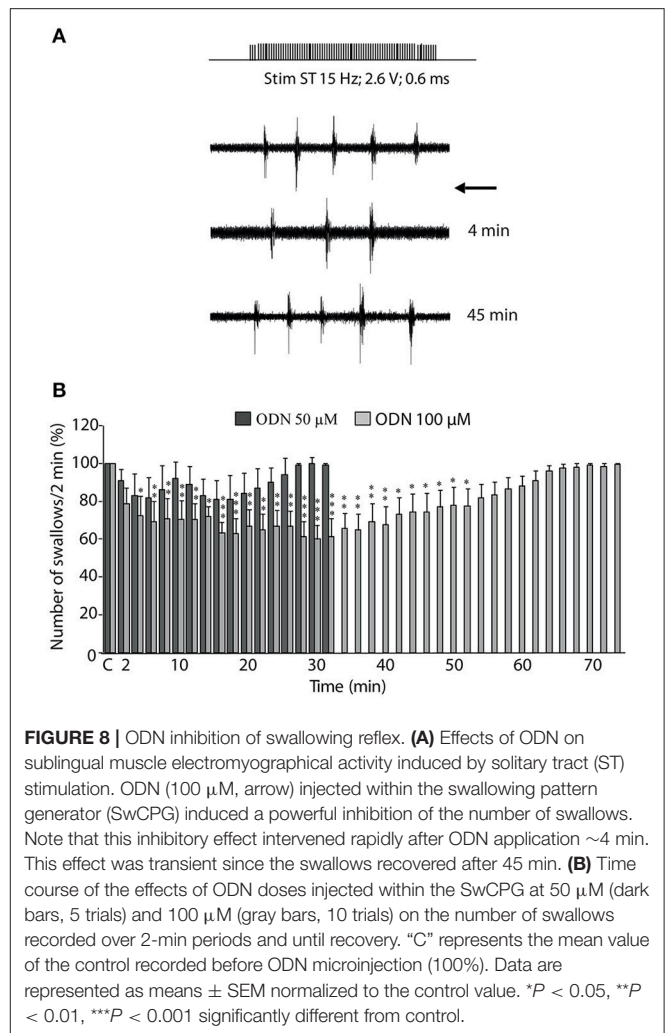 A
Stim ST 15 Hz; 2.6 V; 0.6 ms
4 min
45 min
B
ODN 50 μM ODN 100 μM
Number of swallows/2 min (%)
120
100
80
60
40
20
0
C 2 10 20 30 40 50 60 70
Time (min)
FIGURE 8 | ODN inhibition of swallowing reflex. (A) Effects of ODN on
sublingual muscle electromyographical activity induced by solitary tract (ST)
stimulation. ODN (100 μM, arrow) injected within the swallowing pattern
generator (SwCPG) induced a powerful inhibition of the number of swallows.
Note that this inhibitory effect intervened rapidly after ODN application ~4 min.
This effect was transient since the swallows recovered after 45 min. (B) Time
course of the effects of ODN doses injected within the SwCPG at 50 μM (dark
bars, 5 trials) and 100 μM (gray bars, 10 trials) on the number of swallows
recorded over 2-min periods and until recovery. “C” represents the mean value
of the control recorded before ODN microinjection (100%). Data are
represented as means ± SEM normalized to the control value. *P < 0.05, **P
< 0.01, ***P < 0.001 significantly different from control.